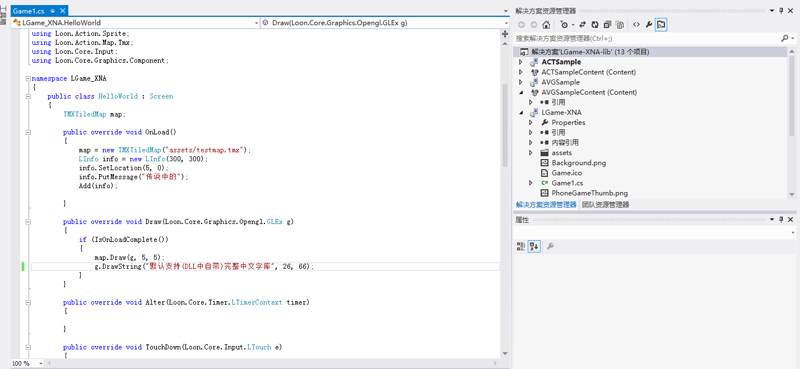 Game1.cs
LGame_XNA.HelloWorld
Draw(Loon.Core.Graphics.Opengl.GLEx g)
using Loon.Action.Sprite;
using Loon.Action.Map.Tmx;
using Loon.Core.Input;
using Loon.Core.Graphics.Component;
namespace LGame_XNA
{
public class HelloWorld : Screen
{
TMXTiledMap map;
public override void OnLoad()
{
map = new TMXTiledMap("assets/testmap.tmx");
LInfo info = new LInfo(300, 300);
info.SetLocation(5, 0);
info.PutMessage("传说中的");
Add(info);
}
public override void Draw(Loon.Core.Graphics.Opengl.GLEx g)
{
if (IsOnLoadComplete())
{
map.Draw(g, 5, 5);
g.DrawString("默认支持(DLL中自带)完整中文字库", 26, 66);
}
}
public override void Alter(Loon.Core.Timer.LTimerContext timer)
{
}
public override void TouchDown(Loon.Core.Input.LTouch e)
{
100 %
解决方案资源管理器
搜索解决方案资源管理器(Ctrl+;)
解决方案'LGame-XNA-lib' (13 个项目)
ACTSample
ACTSampleContent (Content)
AVGSample
AVGSampleContent (Content)
引用
LGame-XNA
Properties
引用
内容引用
assets
Background.png
Game.ico
Game1.cs
PhoneGameThumb.png
解决方案资源管理器 团队资源管理器
属性